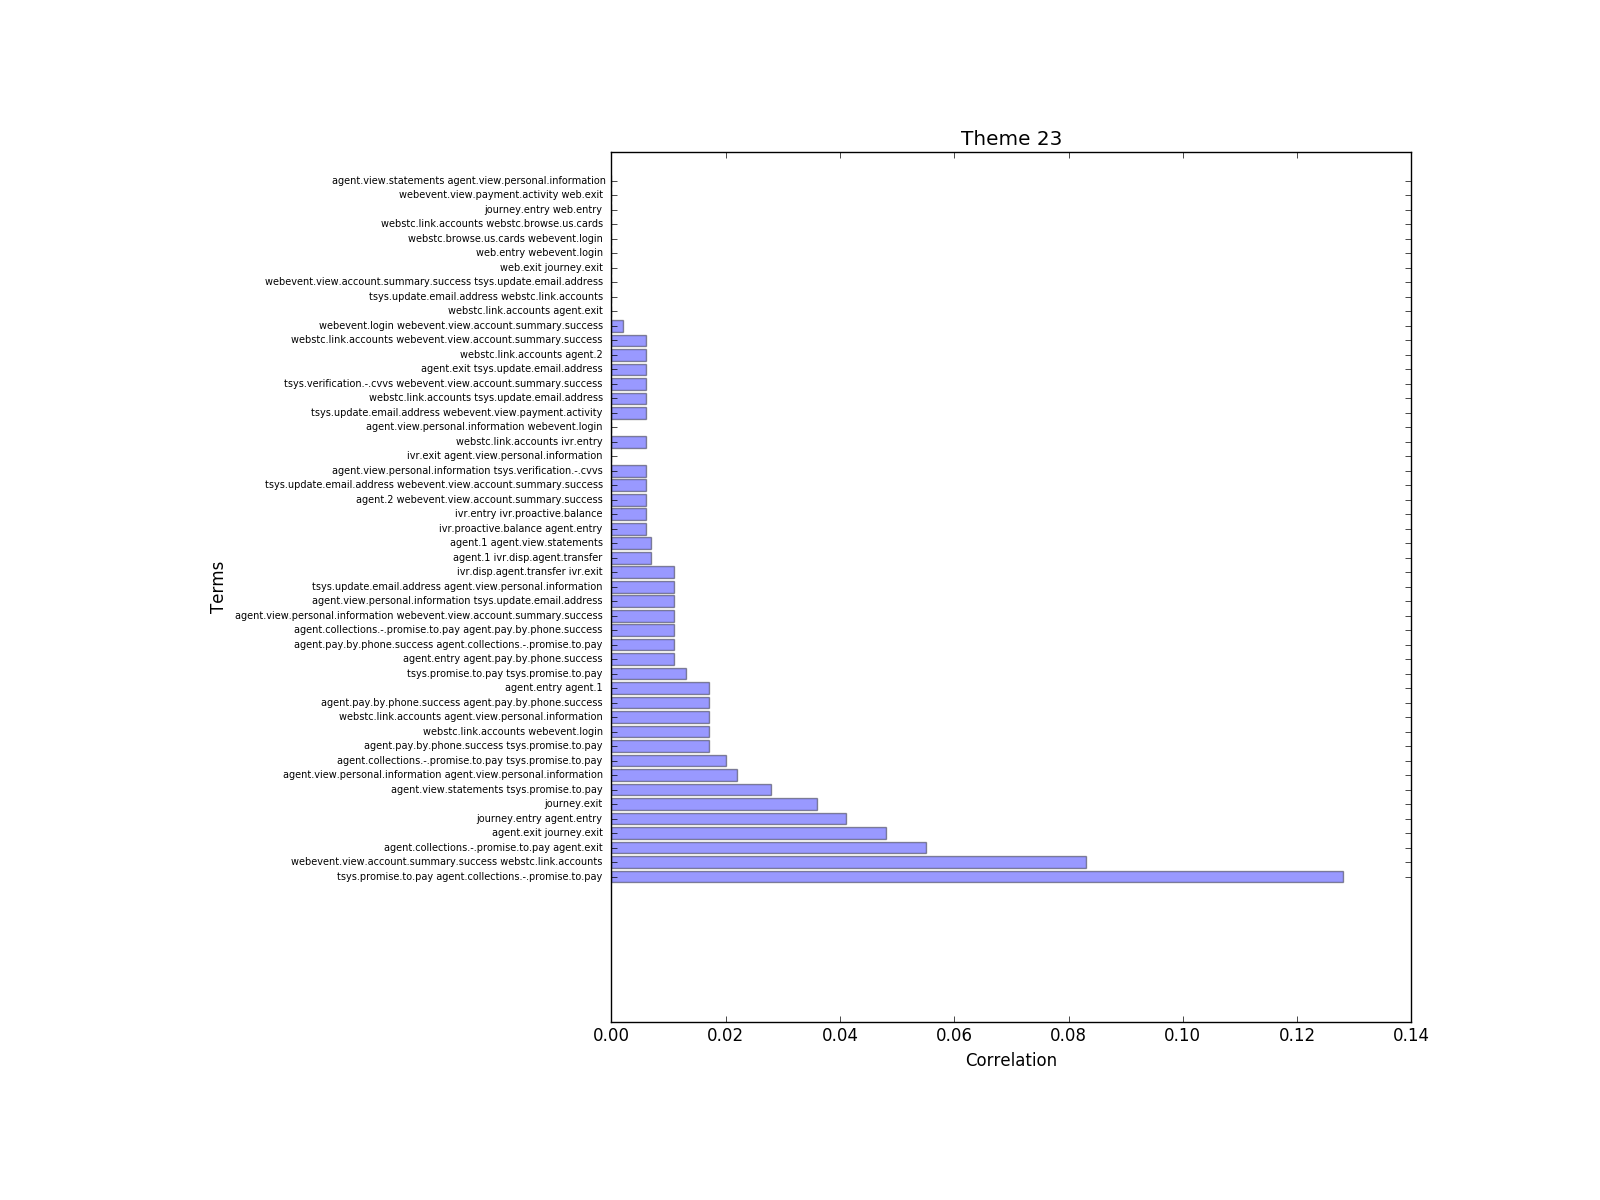 Theme 23
agent.view.statements agent.view.personal.information
webevent.view.payment.activity web.exit
journey.entry web.entry
webstc.link.accounts webstc.browse.us.cards
webstc.browse.us.cards webevent.login
web.entry webevent.login
web.exit journey.exit
webevent.view.account.summary.success tsys.update.email.address
tsys.update.email.address webstc.link.accounts
webstc.link.accounts agent.exit
webevent.login webevent.view.account.summary.success
webstc.link.accounts webevent.view.account.summary.success
webstc.link.accounts agent.2
agent.exit tsys.update.email.address
tsys.verification.-.cvvs webevent.view.account.summary.success
webstc.link.accounts tsys.update.email.address
tsys.update.email.address webevent.view.payment.activity
agent.view.personal.information webevent.login
webstc.link.accounts ivr.entry
ivr.exit agent.view.personal.information
agent.view.personal.information tsys.verification.-.cvvs
tsys.update.email.address webevent.view.account.summary.success
agent.2 webevent.view.account.summary.success
ivr.entry ivr.proactive.balance
ivr.proactive.balance agent.entry
agent.1 agent.view.statements
agent.1 ivr.disp.agent.transfer
ivr.disp.agent.transfer ivr.exit
tsys.update.email.address agent.view.personal.information
agent.view.personal.information tsys.update.email.address
agent.view.personal.information webevent.view.account.summary.success
agent.collections.-.promise.to.pay agent.pay.by.phone.success
agent.pay.by.phone.success agent.collections.-.promise.to.pay
agent.entry agent.pay.by.phone.success
tsys.promise.to.pay tsys.promise.to.pay
agent.entry agent.1
agent.pay.by.phone.success agent.pay.by.phone.success
webstc.link.accounts agent.view.personal.information
webstc.link.accounts webevent.login
agent.pay.by.phone.success tsys.promise.to.pay
agent.collections.-.promise.to.pay tsys.promise.to.pay
agent.view.personal.information agent.view.personal.information
agent.view.statements tsys.promise.to.pay
journey.exit
journey.entry agent.entry
agent.exit journey.exit
agent.collections.-.promise.to.pay agent.exit
webevent.view.account.summary.success webstc.link.accounts
tsys.promise.to.pay agent.collections.-.promise.to.pay
Terms
0.00 0.02 0.04 0.06 0.08 0.10 0.12 0.14
Correlation